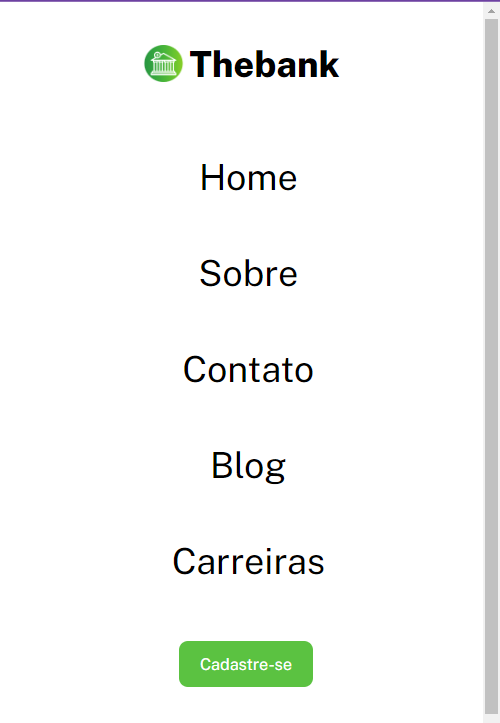 Thebank
Home
Sobre
Contato
Blog
Carreiras
Cadastre-se